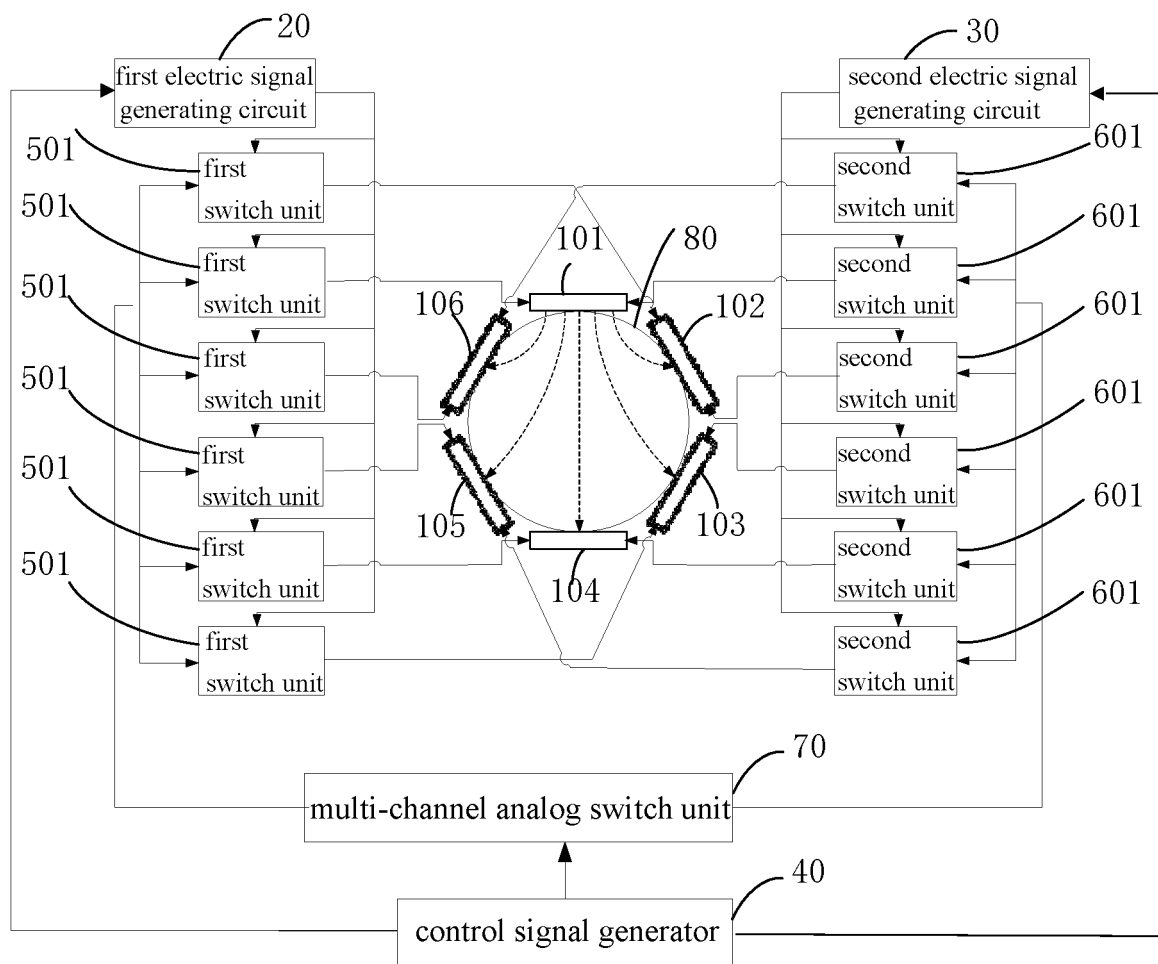 20
30
first electric signal
generating circuit
second electric signal
generating circuit
501
first
switch unit
501
first
switch unit
501
first
switch unit
501
first
switch unit
501
first
switch unit
501
first
switch unit
101
80
106
102
105
103
104
601
second
switch unit
601
second
switch unit
601
second
switch unit
601
second
switch unit
601
second
switch unit
601
second
switch unit
70
multi-channel analog switch unit
40
control signal generator